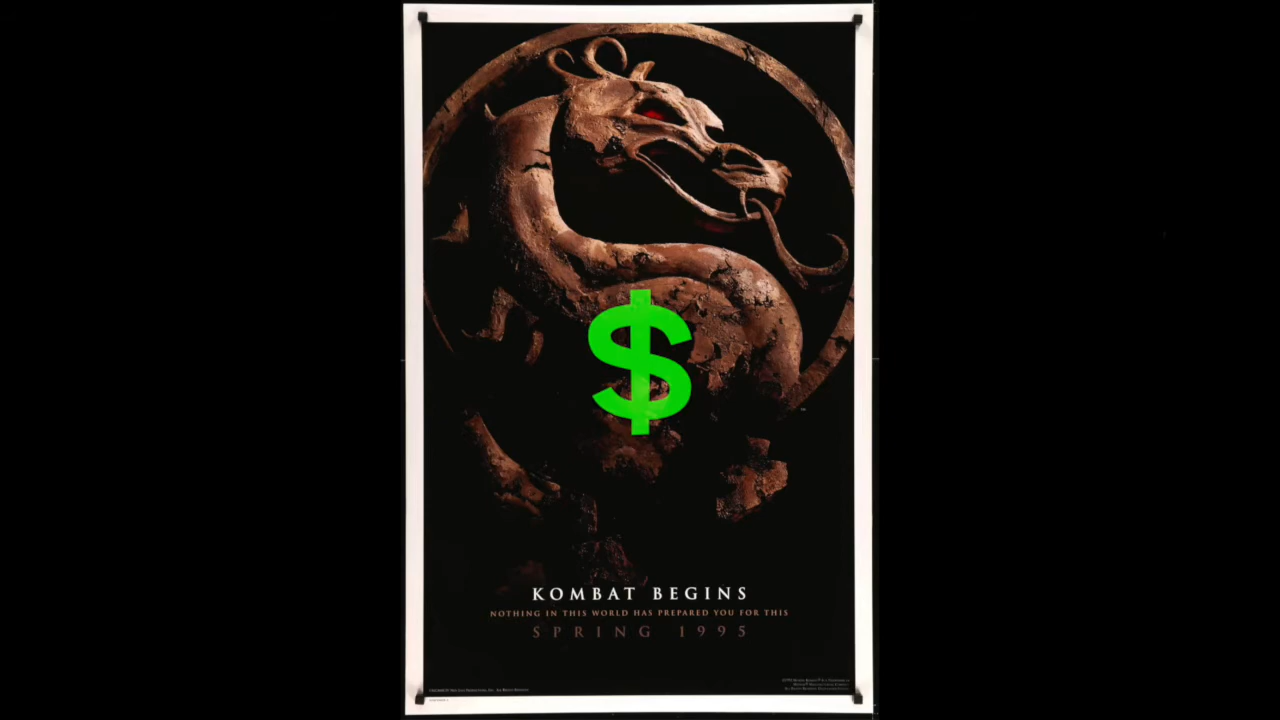 $
KOMBAT BEGINS
NOTHING IN THIS WORLD HAS PREPARED YOU FOR THIS
SPRING 1995